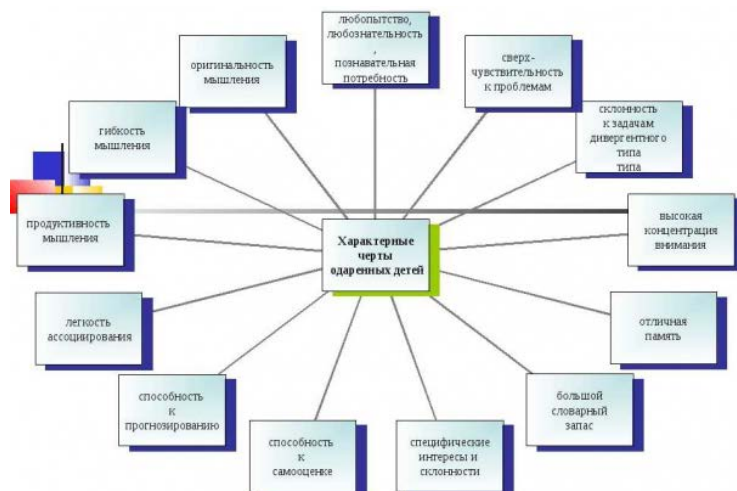 любопытство,
любознательность
,
познавательная
потребность
сверх-
чувствительность
к проблемам
склонность
к задачам
дивергентного
типа
типа
высокая
концентрация
внимания
отличная
память
большой
словарный
запас
специфические
интересы и
склонности
способность
к
самооценке
способность
к
прогнозированию
легкость
ассоциирования
продуктивность
мышления
гибкость
мышления
оригинальность
мышления
Характерные
черты
одаренных детей